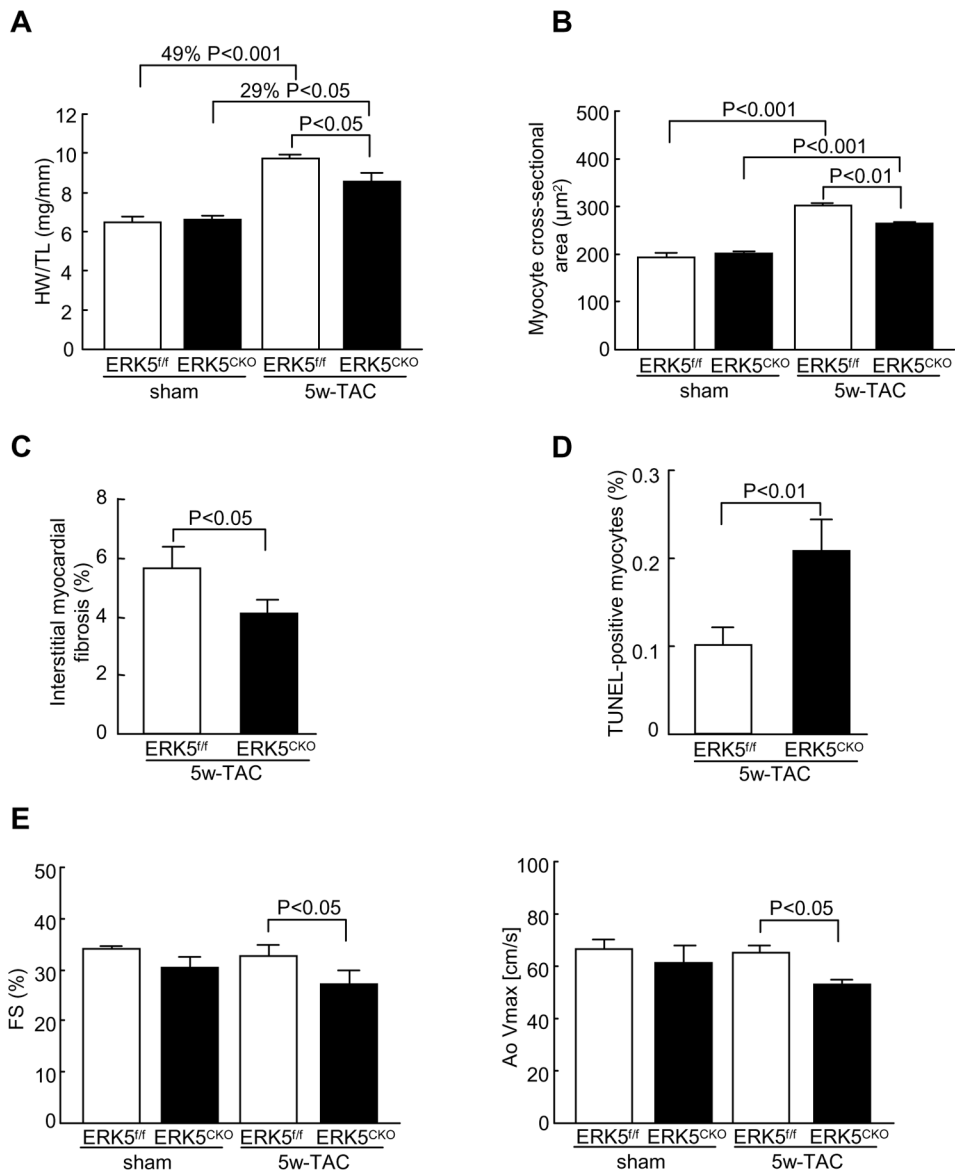 A
49% P<0.001
29% P<0.05
P<0.05
HW/TL (mg/mm)
12
10
8
6
4
2
0
ERK5f/f ERK5CKO ERK5f/f ERK5CKO
sham 5w-TAC
B
P<0.001
P<0.001
P<0.01
Myocyte cross-sectional
area (µm²)
500
400
300
200
100
0
ERK5f/f ERK5CKO ERK5f/f ERK5CKO
sham 5w-TAC
C
P<0.05
Interstitial myocardial
fibrosis (%)
8
6
4
2
0
ERK5f/f ERK5CKO
5w-TAC
D
P<0.01
TUNEL-positive myocytes (%)
0.3
0.2
0.1
0
ERK5f/f ERK5CKO
5w-TAC
E
P<0.05
FS (%)
50
40
30
20
10
0
ERK5f/f ERK5CKO ERK5f/f ERK5CKO
sham 5w-TAC
P<0.05
Ao Vmax [cm/s]
100
80
60
40
20
0
ERK5f/f ERK5CKO ERK5f/f ERK5CKO
sham 5w-TAC